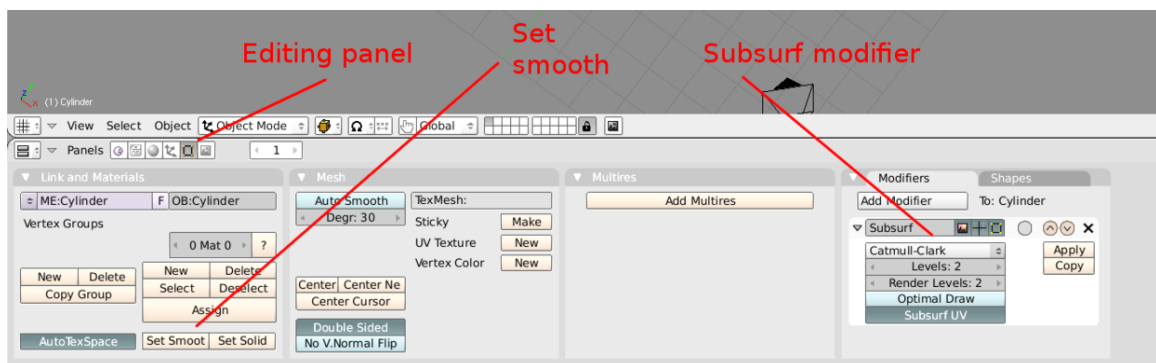 Set
Editing panel
smooth
Subsurf modifier
(1) Cylinder
View Select Object Object Mode Global
Panels 1
Link and Materials
Mesh
Multires
Modifiers Shapes
ME:Cylinder F OB:Cylinder
Auto Smooth TexMesh:
Add Multires
Add Modifier To: Cylinder
Vertex Groups
Degr: 30 Sticky Make
Subsurf
0 Mat 0 ?
UV Texture New
Catmull-Clark Apply
Vertex Color New
Levels: 2 Copy
New Delete New Delete
Center Center Ne
Render Levels: 2
Copy Group Select Deselect
Center Cursor
Optimal Draw
Assign
Subsurf UV
Double Sided
AutoTexSpace Set Smoot Set Solid
No V.Normal Flip